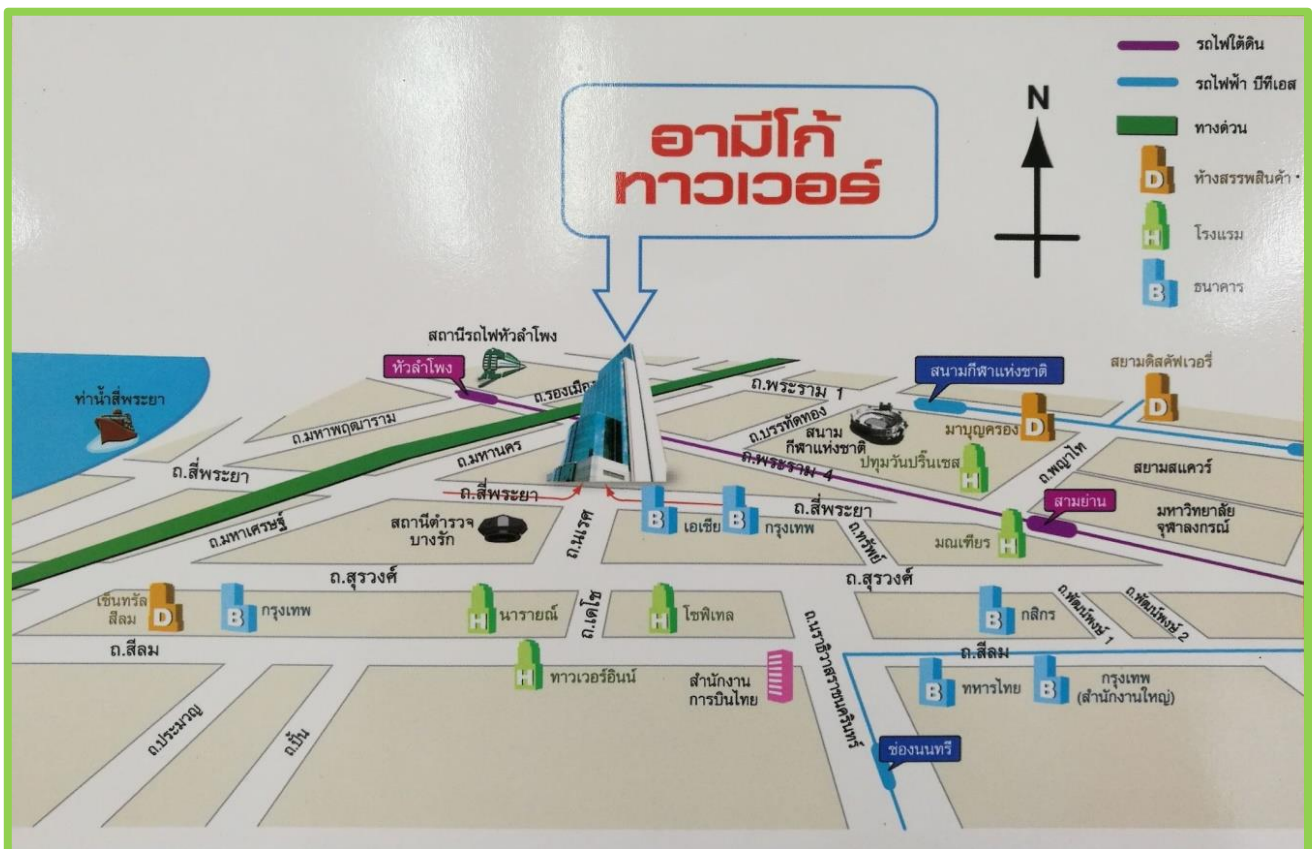 รถไฟใต้ดิน
รถไฟฟ้า บีทีเอส
ทางด่วน
D ห้างสรรพสินค้า
H โรงแรม
B ธนาคาร
N
อามีโก้
ทาวเวอร์
สถานีรถไฟหัวลำโพง
หัวลำโพง
ถ.รองเมือง
ถ.พระราม 1
สนามกีฬาแห่งชาติ
สยามดิสคัฟเวอรี่
D
ท่าน้ำสี่พระยา
ถ.มหาพฤฒาราม
ถ.บรรทัดทอง
สนาม
กีฬาแห่งชาติ
มาบุญครอง D
ถ.มหานคร
ถ.พระราม 4
ปทุมวันปริ๊นเซส
H
ถ.พญาไท
สยามสแควร์
ถ.สี่พระยา
ถ.สี่พระยา
ถ.สี่พระยา
สามย่าน
มหาวิทยาลัย
จุฬาลงกรณ์
ถ.มหาเศรษฐ์
สถานีตำรวจ
บางรัก
ถ.นเรศ
B เอเชีย
B กรุงเทพ
ถ.ทรัพย์
มณเฑียร H
ถ.สุรวงศ์
ถ.สุรวงศ์
เซ็นทรัล
สีลม
D
B กรุงเทพ
H นารายณ์
ถ.เดโช
H โซฟิเทล
ถ.นราธิวาสราชนครินทร์
B กสิกร
ถ.พัฒน์พงษ์ 1
ถ.พัฒน์พงษ์ 2
ถ.สีลม
ถ.สีลม
H ทาวเวอร์อินน์
สำนักงาน
การบินไทย
B ทหารไทย
B กรุงเทพ
(สำนักงานใหญ่)
ถ.ประมวญ
ถ.ปั้น
ช่องนนทรี